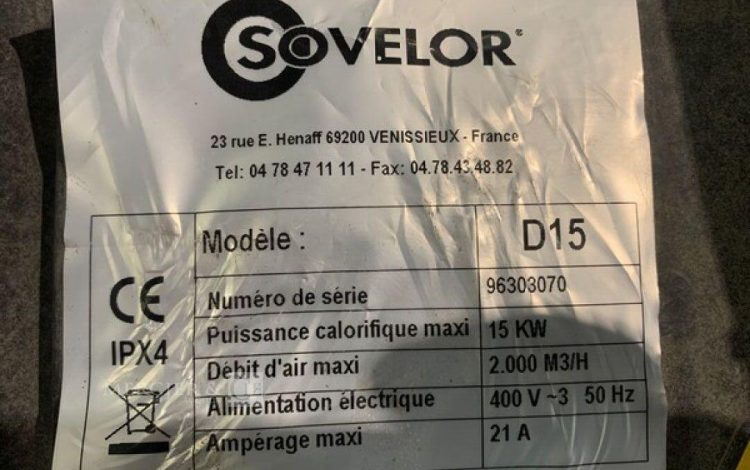 SOVELOR®
23 rue E. Henaff 69200 VENISSIEUX - France
Tel: 04 78 47 11 11 - Fax: 04.78.43.48.82
CE
IPX4
Modèle : D15
Numéro de série 96303070
Puissance calorifique maxi 15 KW
Débit d'air maxi 2.000 M3/H
Alimentation électrique 400 V ~3 50 Hz
Ampérage maxi 21 A